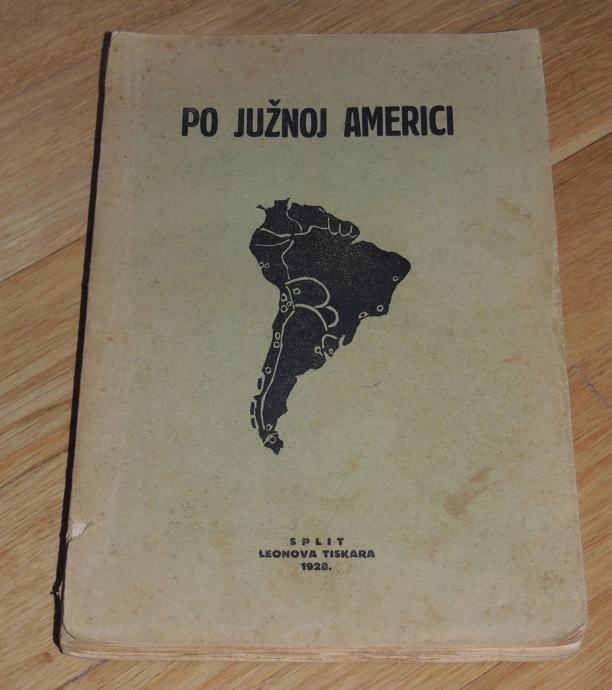 PO JUŽNOJ AMERICI
SPLIT
LEONOVA TISKARA
1928.